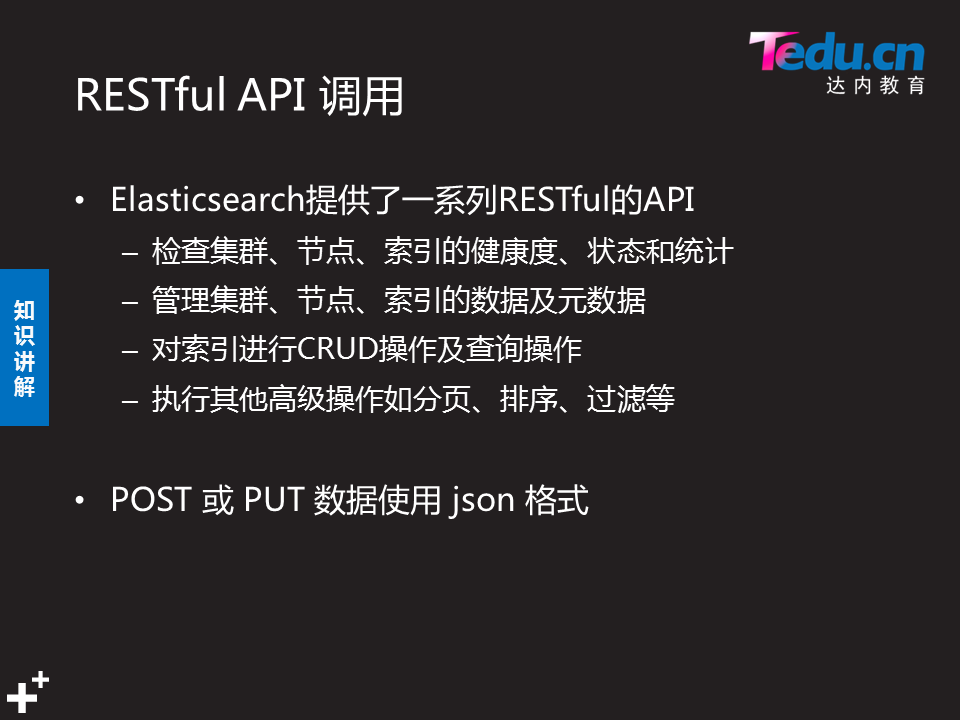 Tedu.cn
达内教育
RESTful API 调用
• Elasticsearch提供了一系列RESTful的API
– 检查集群、节点、索引的健康度、状态和统计
– 管理集群、节点、索引的数据及元数据
– 对索引进行CRUD操作及查询操作
– 执行其他高级操作如分页、排序、过滤等
• POST 或 PUT 数据使用 json 格式
知识讲解